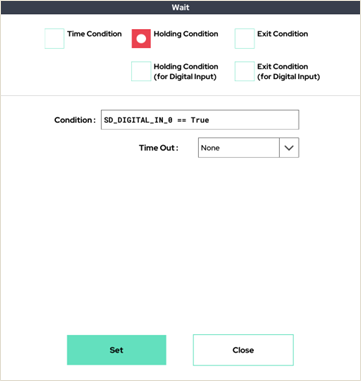 Wait
Time Condition
Holding Condition
Exit Condition
Holding Condition
(for Digital Input)
Exit Condition
(for Digital Input)
Condition :
SD_DIGITAL_IN_0 == True
Time Out :
None
Set
Close